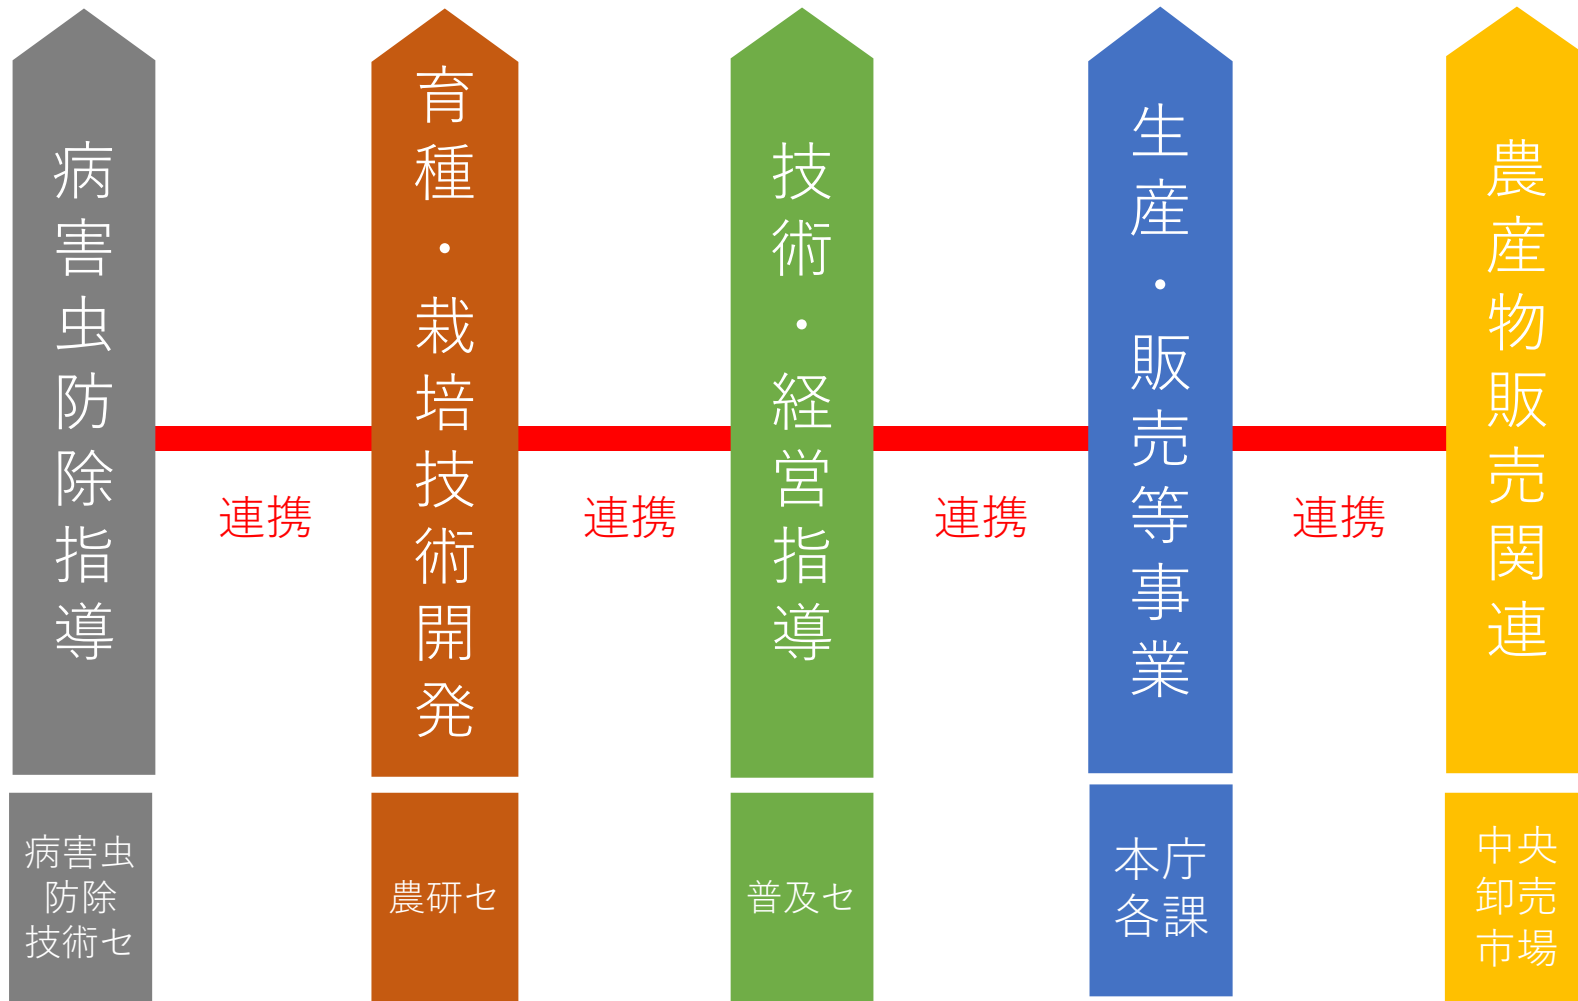 病害虫防除指導
育種・栽培技術開発
技術・経営指導
生産・販売等事業
農産物販売関連
連携
連携
連携
連携
病害虫
防除
技術セ
農研セ
普及セ
本庁
各課
中央
卸売
市場